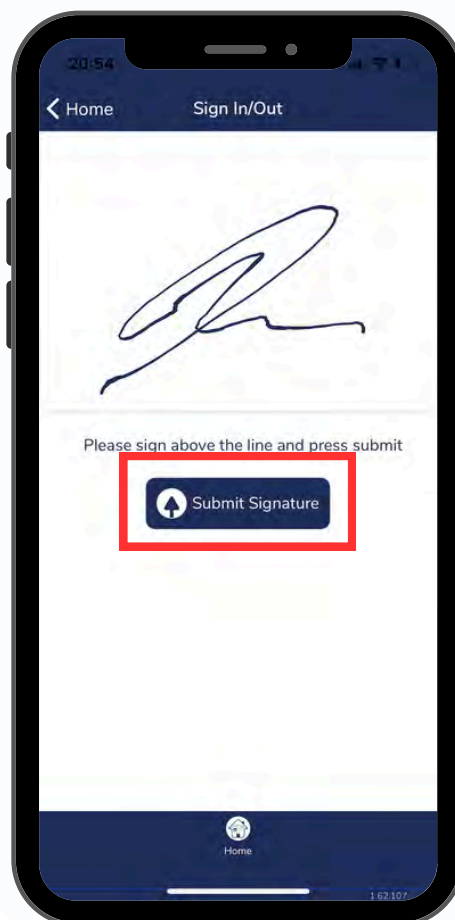 20:54
Home Sign In/Out
Please sign above the line and press submit
Submit Signature
Home
1.62.107